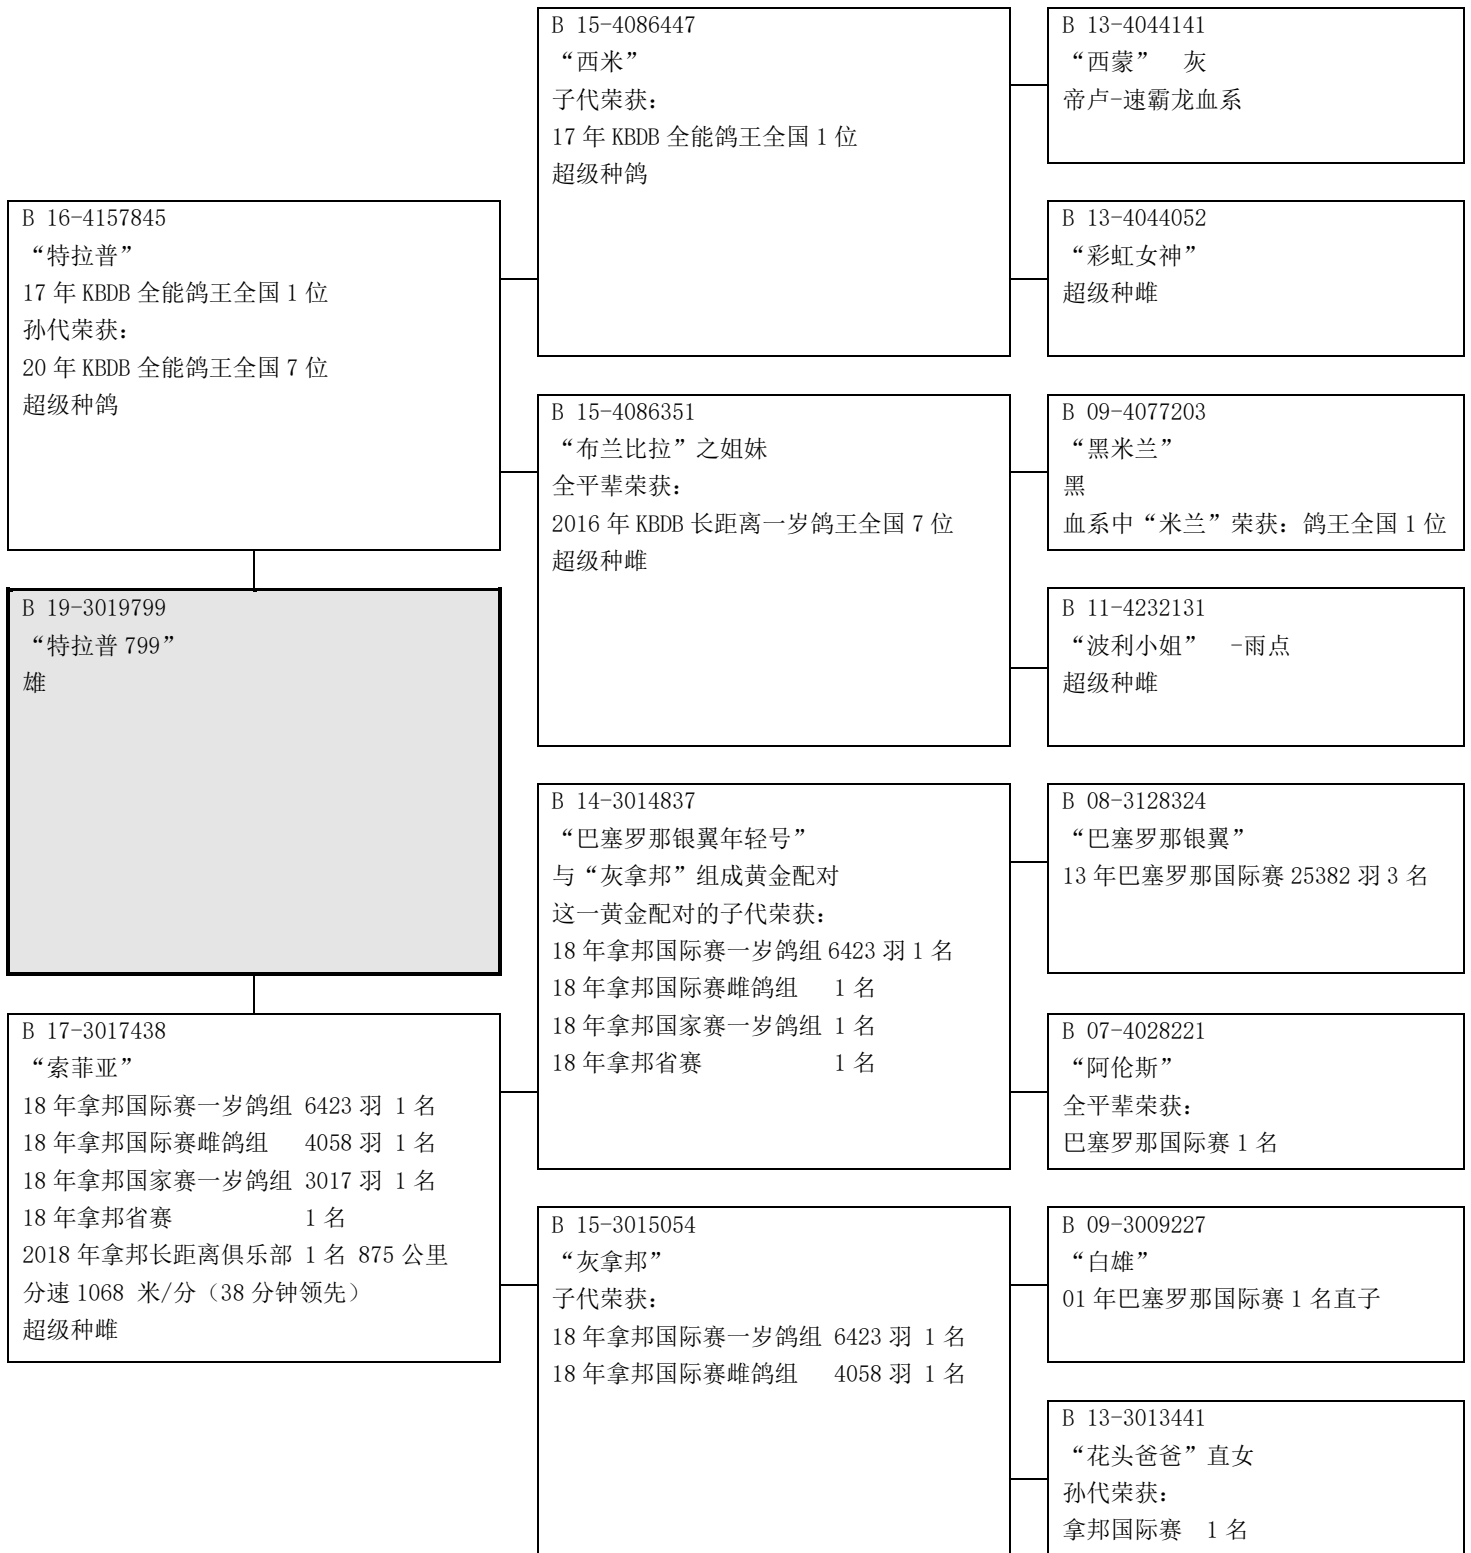 B 16-4157845
“特拉普”
17 年 KBDB 全能鸽王全国 1 位
孙代荣获：
20 年 KBDB 全能鸽王全国 7 位
超级种鸽
B 19-3019799
“特拉普 799”
雄
B 17-3017438
“索菲亚”
18 年拿邦国际赛一岁鸽组 6423 羽 1 名
18 年拿邦国际赛雌鸽组 4058 羽 1 名
18 年拿邦国家赛一岁鸽组 3017 羽 1 名
18 年拿邦省赛 1 名
2018 年拿邦长距离俱乐部 1 名 875 公里
分速 1068 米/分（38 分钟领先）
超级种雌
B 15-4086447
“西米”
子代荣获：
17 年 KBDB 全能鸽王全国 1 位
超级种鸽
B 15-4086351
“布兰比拉”之姐妹
全平辈荣获：
2016 年 KBDB 长距离一岁鸽王全国 7 位
超级种雌
B 14-3014837
“巴塞罗那银翼年轻号”
与“灰拿邦”组成黄金配对
这一黄金配对的子代荣获：
18 年拿邦国际赛一岁鸽组 6423 羽 1 名
18 年拿邦国际赛雌鸽组 1 名
18 年拿邦国家赛一岁鸽组 1 名
18 年拿邦省赛 1 名
B 15-3015054
“灰拿邦”
子代荣获：
18 年拿邦国际赛一岁鸽组 6423 羽 1 名
18 年拿邦国际赛雌鸽组 4058 羽 1 名
B 13-4044141
“西蒙” 灰
帝卢-速霸龙血系
B 13-4044052
“彩虹女神”
超级种雌
B 09-4077203
“黑米兰”
黑
血系中“米兰”荣获：鸽王全国 1 位
B 11-4232131
“波利小姐” -雨点
超级种雌
B 08-3128324
“巴塞罗那银翼”
13 年巴塞罗那国际赛 25382 羽 3 名
B 07-4028221
“阿伦斯”
全平辈荣获：
巴塞罗那国际赛 1 名
B 09-3009227
“白雄”
01 年巴塞罗那国际赛 1 名直子
B 13-3013441
“花头爸爸”直女
孙代荣获：
拿邦国际赛 1 名